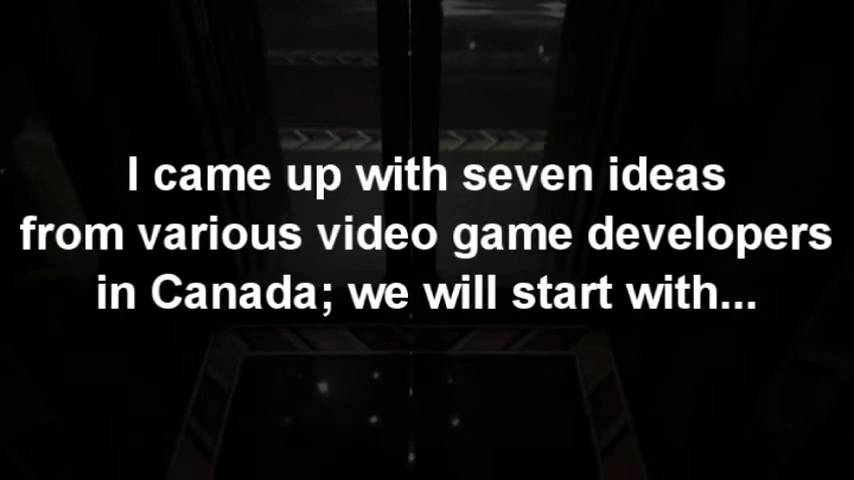 I came up with seven ideas
from various video game developers
in Canada; we will start with...